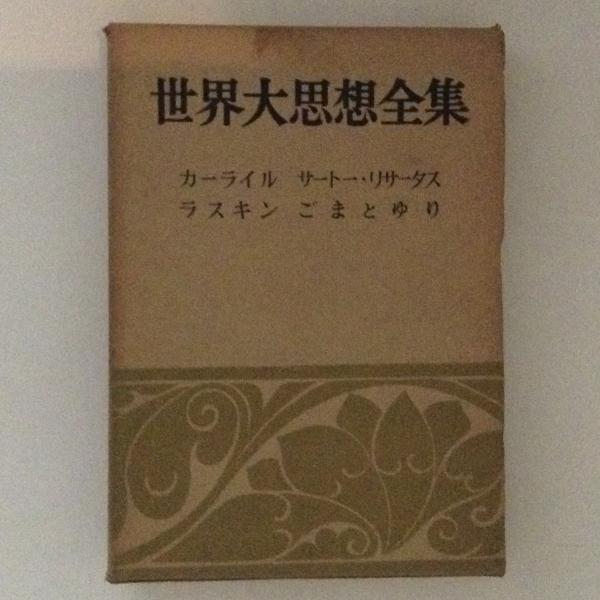 世界大思想全集
カーライル サートー・リサータス
ラスキン ごまとゆり